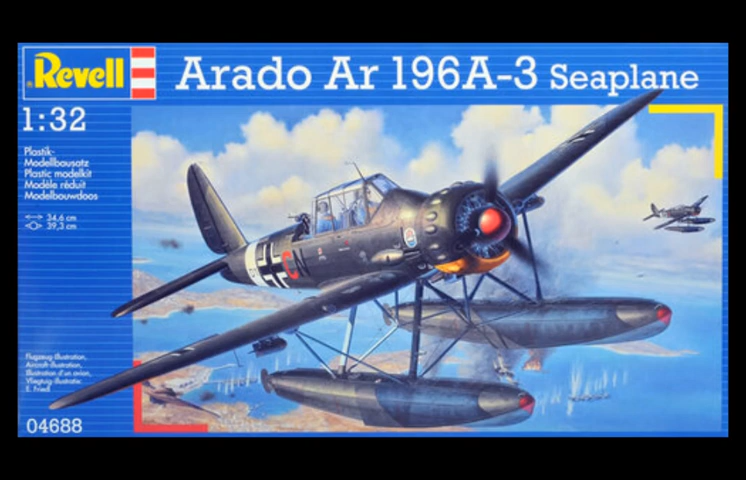 Revell
Arado Ar 196A-3 Seaplane
1:32
Plastik-
Modellbausatz
Plastic modelkit
Modèle réduit
Modelbouwdoos
34,6 cm
39,3 cm
Flugzeug-Illustration,
Aircraft-illustration,
Illustration d'un avion,
Vliegtuig-illustratie:
E. Friedl
04688